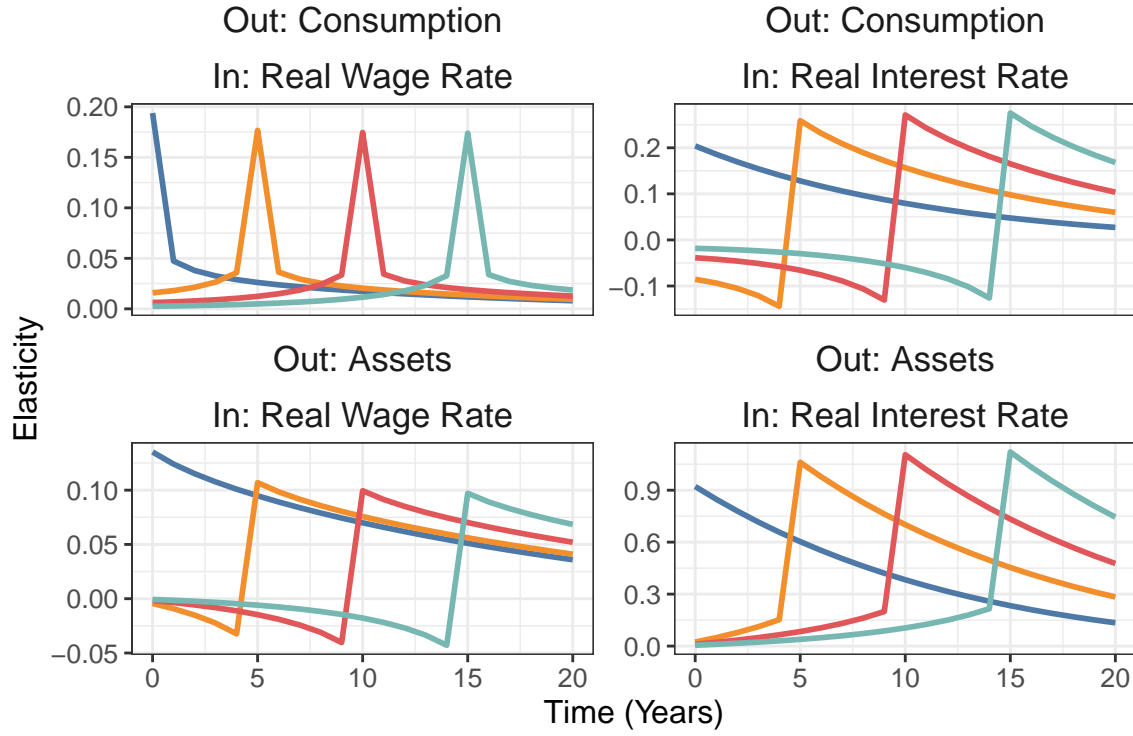 Out: Consumption
In: Real Wage Rate
Out: Consumption
In: Real Interest Rate
0.20
0.15
0.10
0.05
0.00
0.2
0.1
0.0
−0.1
Elasticity
Out: Assets
In: Real Wage Rate
Out: Assets
In: Real Interest Rate
0.10
0.05
0.00
−0.05
0.9
0.6
0.3
0.0
0 5 10 15 20
0 5 10 15 20
Time (Years)